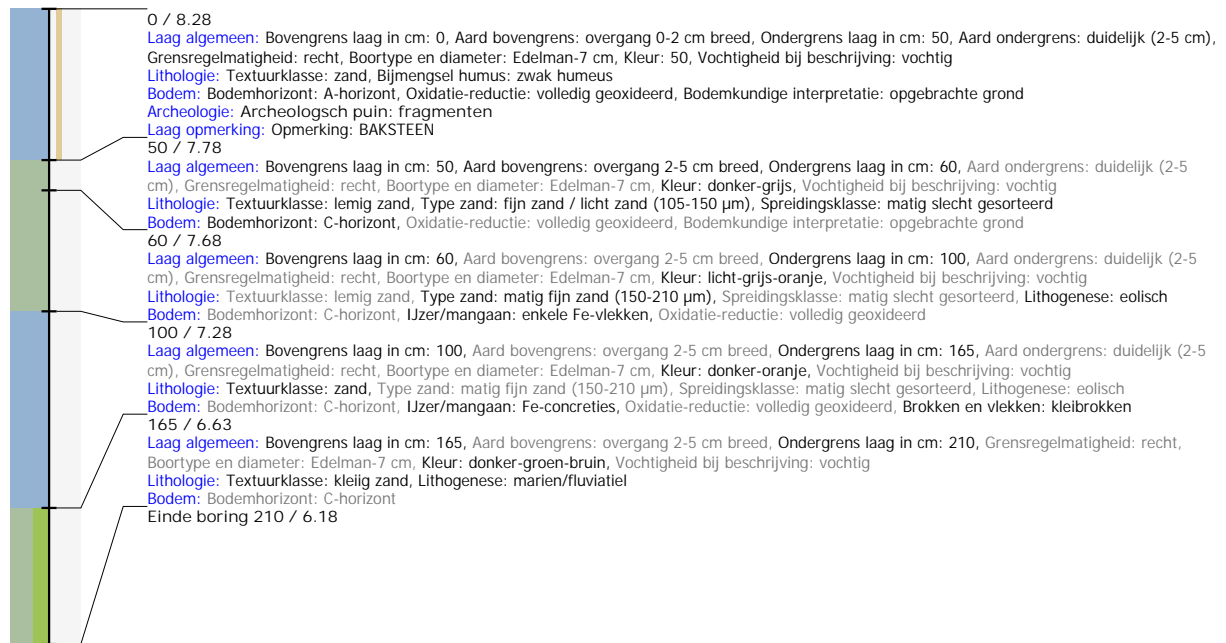 0 / 8.28
Laag algemeen: Bovengrens laag in cm: 0, Aard bovengrens: overgang 0-2 cm breed, Ondergrens laag in cm: 50, Aard ondergrens: duidelijk (2-5 cm),
Grensregelmatigheid: recht, Boortype en diameter: Edelman-7 cm, Kleur: 50, Vochtigheid bij beschrijving: vochtig
Lithologie: Textuurklasse: zand, Bijmengsel humus: zwak humeus
Bodem: Bodemhorizont: A-horizont, Oxidatie-reductie: volledig geoxideerd, Bodemkundige interpretatie: opgebrachte grond
Archeologie: Archeologsch puin: fragmenten
Laag opmerking: Opmerking: BAKSTEEN
50 / 7.78
Laag algemeen: Bovengrens laag in cm: 50, Aard bovengrens: overgang 2-5 cm breed, Ondergrens laag in cm: 60, Aard ondergrens: duidelijk (2-5
cm), Grensregelmatigheid: recht, Boortype en diameter: Edelman-7 cm, Kleur: donker-grijs, Vochtigheid bij beschrijving: vochtig
Lithologie: Textuurklasse: lemig zand, Type zand: fijn zand / licht zand (105-150 µm), Spreidingsklasse: matig slecht gesorteerd
Bodem: Bodemhorizont: C-horizont, Oxidatie-reductie: volledig geoxideerd, Bodemkundige interpretatie: opgebrachte grond
60 / 7.68
Laag algemeen: Bovengrens laag in cm: 60, Aard bovengrens: overgang 2-5 cm breed, Ondergrens laag in cm: 100, Aard ondergrens: duidelijk (2-5
cm), Grensregelmatigheid: recht, Boortype en diameter: Edelman-7 cm, Kleur: licht-grijs-oranje, Vochtigheid bij beschrijving: vochtig
Lithologie: Textuurklasse: lemig zand, Type zand: matig fijn zand (150-210 µm), Spreidingsklasse: matig slecht gesorteerd, Lithogenese: eolisch
Bodem: Bodemhorizont: C-horizont, IJzer/mangaan: enkele Fe-vlekken, Oxidatie-reductie: volledig geoxideerd
100 / 7.28
Laag algemeen: Bovengrens laag in cm: 100, Aard bovengrens: overgang 2-5 cm breed, Ondergrens laag in cm: 165, Aard ondergrens: duidelijk (2-5
cm), Grensregelmatigheid: recht, Boortype en diameter: Edelman-7 cm, Kleur: donker-oranje, Vochtigheid bij beschrijving: vochtig
Lithologie: Textuurklasse: zand, Type zand: matig fijn zand (150-210 µm), Spreidingsklasse: matig slecht gesorteerd, Lithogenese: eolisch
Bodem: Bodemhorizont: C-horizont, IJzer/mangaan: Fe-concreties, Oxidatie-reductie: volledig geoxideerd, Brokken en vlekken: kleibrokken
165 / 6.63
Laag algemeen: Bovengrens laag in cm: 165, Aard bovengrens: overgang 2-5 cm breed, Ondergrens laag in cm: 210, Grensregelmatigheid: recht,
Boortype en diameter: Edelman-7 cm, Kleur: donker-groen-bruin, Vochtigheid bij beschrijving: vochtig
Lithologie: Textuurklasse: kleiig zand, Lithogenese: marien/fluviatiel
Bodem: Bodemhorizont: C-horizont
Einde boring 210 / 6.18